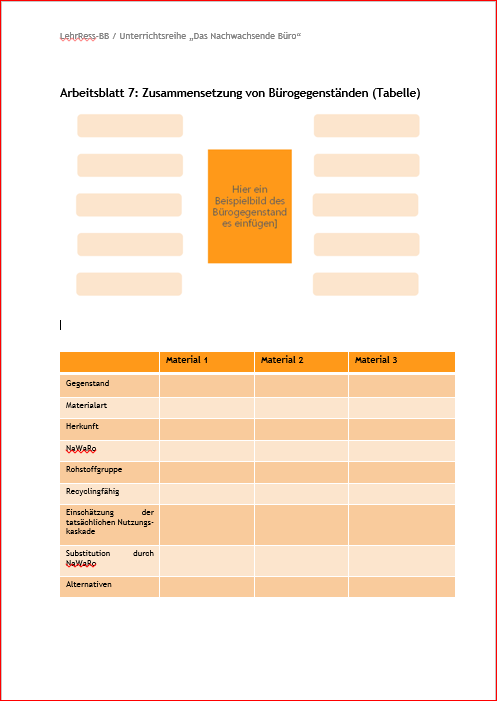 LehrRess-BB / Unterrichtsreihe „Das Nachwachsende Büro“
Arbeitsblatt 7: Zusammensetzung von Bürogegenständen (Tabelle)
Hier ein
Beispielbild des
Bürogegenstand
es einfügen]
Material 1 Material 2 Material 3
Gegenstand
Materialart
Herkunft
NaWaRo
Rohstoffgruppe
Recyclingfähig
Einschätzung der
tatsächlichen Nutzungs-
kaskade
Substitution durch
NaWaRo
Alternativen